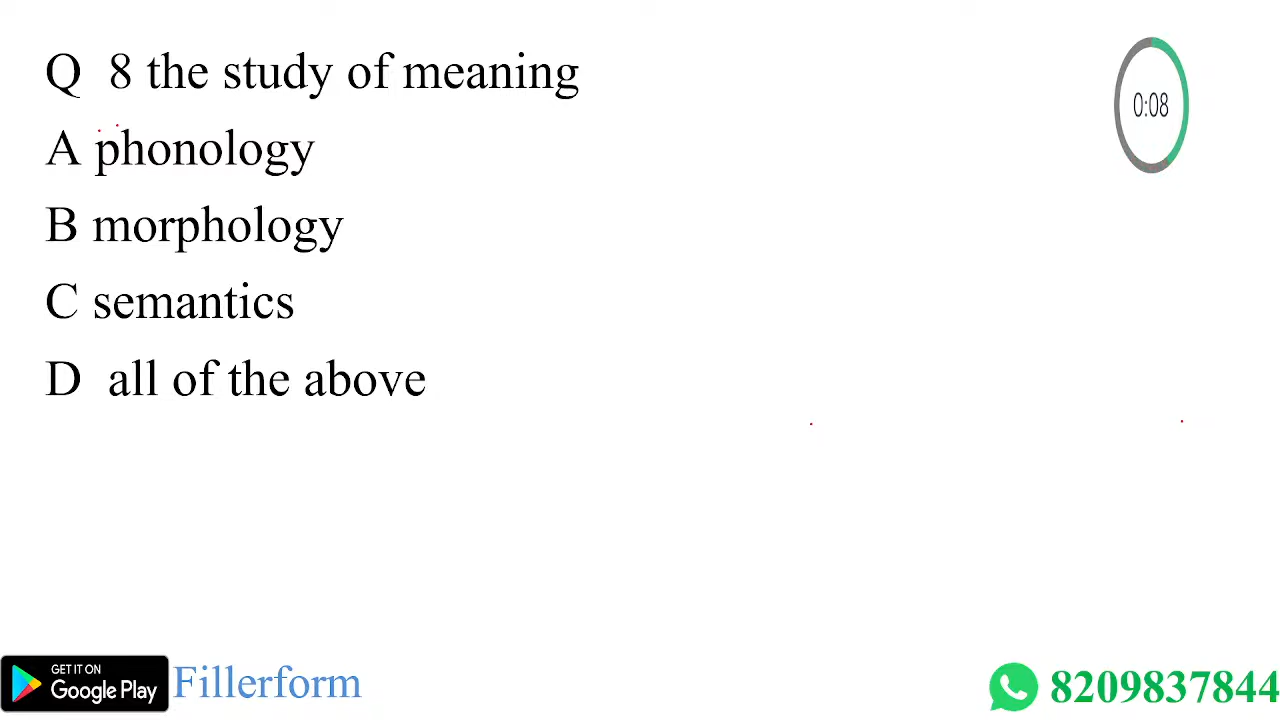 Q 8 the study of meaning
0:08
A phonology
B morphology
C semantics
D all of the above
GET IT ON
Google Play
Fillerform
8209837844